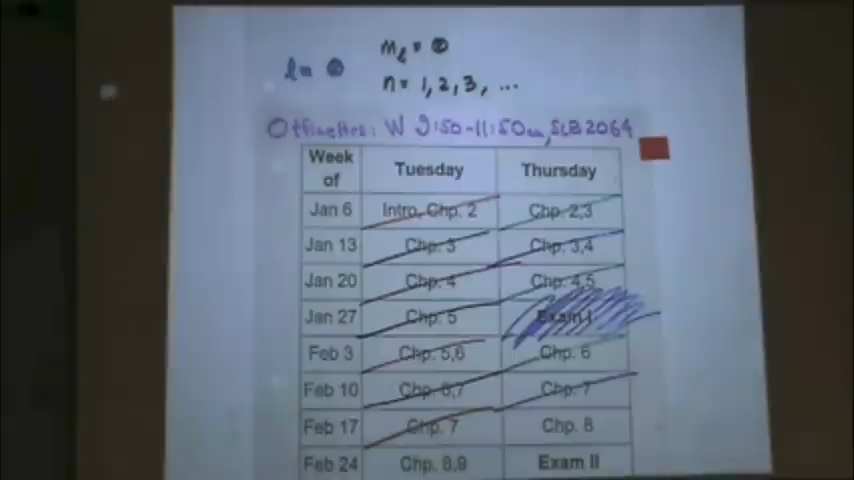 mℓ = 0
l = 0
n = 1, 2, 3, ...
W 9:50-11:50am, SLB 2064
Week of Tuesday Thursday
Jan 6 Intro, Chp. 2 Chp. 2,3
Jan 13 Chp. 3 Chp. 3,4
Jan 20 Chp. 4 Chp. 4,5
Jan 27 Chp. 5 Exam I
Feb 3 Chp. 5,6 Chp. 6
Feb 10 Chp. 6,7 Chp. 7
Feb 17 Chp. 7 Chp. 8
Feb 24 Chp. 8,9 Exam II